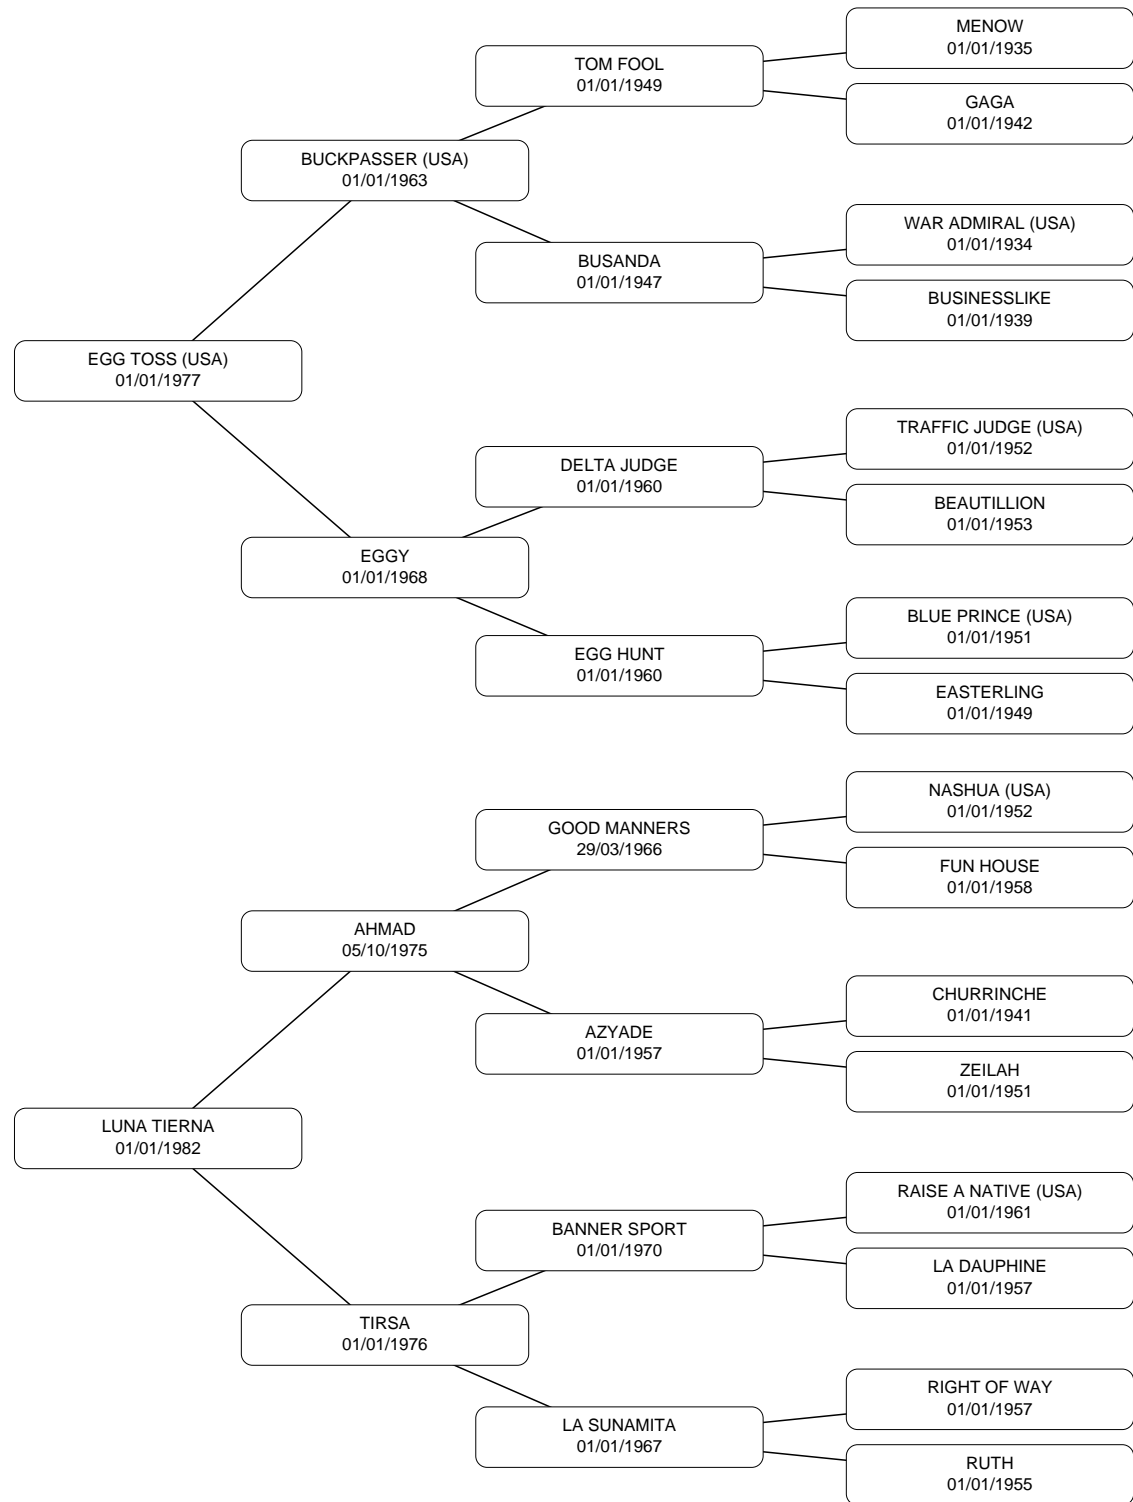 MENOW
01/01/1935
TOM FOOL
01/01/1949
GAGA
01/01/1942
BUCKPASSER (USA)
01/01/1963
WAR ADMIRAL (USA)
01/01/1934
BUSANDA
01/01/1947
BUSINESSLIKE
01/01/1939
EGG TOSS (USA)
01/01/1977
TRAFFIC JUDGE (USA)
01/01/1952
DELTA JUDGE
01/01/1960
BEAUTILLION
01/01/1953
EGGY
01/01/1968
BLUE PRINCE (USA)
01/01/1951
EGG HUNT
01/01/1960
EASTERLING
01/01/1949
NASHUA (USA)
01/01/1952
GOOD MANNERS
29/03/1966
FUN HOUSE
01/01/1958
AHMAD
05/10/1975
CHURRINCHE
01/01/1941
AZYADE
01/01/1957
ZEILAH
01/01/1951
LUNA TIERNA
01/01/1982
RAISE A NATIVE (USA)
01/01/1961
BANNER SPORT
01/01/1970
LA DAUPHINE
01/01/1957
TIRSA
01/01/1976
RIGHT OF WAY
01/01/1957
LA SUNAMITA
01/01/1967
RUTH
01/01/1955